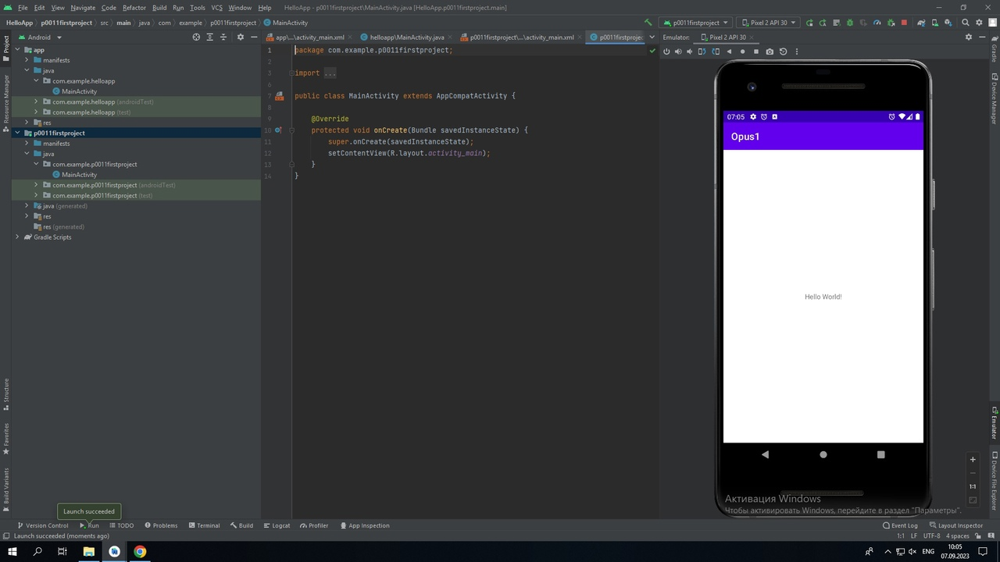 File Edit View Navigate Code Refactor Build Run Tools VCS Window Help HelloApp - p0011firstproject\MainActivity.java [HelloApp.p0011firstproject.main]
HelloApp p0011firstproject src main java com example p0011firstproject MainActivity p0011firstproject Pixel 2 API 30
Android app\...\activity_main.xml helloapp\MainActivity.java p0011firstproject\...\activity_main.xml p0011firstprojec Emulator: Pixel 2 API 30
Project
Resource Manager
Structure
Favorites
Build Variants
app
manifests
java
com.example.helloapp
MainActivity
com.example.helloapp (androidTest)
com.example.helloapp (test)
res
p0011firstproject
manifests
java
com.example.p0011firstproject
MainActivity
com.example.p0011firstproject (androidTest)
com.example.p0011firstproject (test)
java (generated)
res
res (generated)
Gradle Scripts
1 package com.example.p0011firstproject;
2
3 import ...
6
7 public class MainActivity extends AppCompatActivity {
8
9 @Override
10 protected void onCreate(Bundle savedInstanceState) {
11 super.onCreate(savedInstanceState);
12 setContentView(R.layout.activity_main);
13 }
14 }
07:05
Opus1
Hello World!
Gradle
Device Manager
Emulator
Device File Explorer
1:1
Активация Windows
Чтобы активировать Windows, перейдите в раздел "Параметры".
Launch succeeded
Version Control Run TODO Problems Terminal Build Logcat Profiler App Inspection Event Log Layout Inspector
Launch succeeded (moments ago) 1:1 LF UTF-8 4 spaces
ENG
10:05
07.09.2023